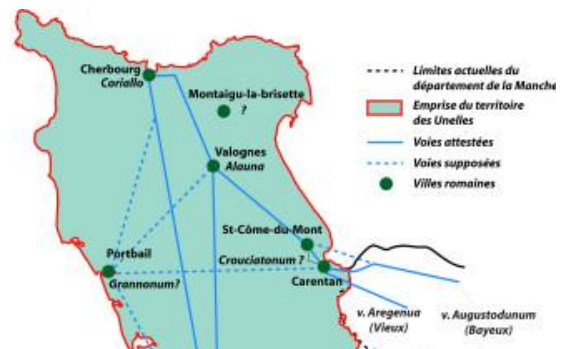 Cherbourg
Coriallo
Montaigu-la-brisette
?
Valognes
Alauna
St-Côme-du-Mont
Crouciatonum ?
Carentan
Portbail
Grannonum?
v. Aregenua
(Vieux)
v. Augustodunum
(Bayeux)
Limites actuelles du
département de la Manche
Emprise du territoire
des Unelles
Voies attestées
Voies supposées
Villes romaines